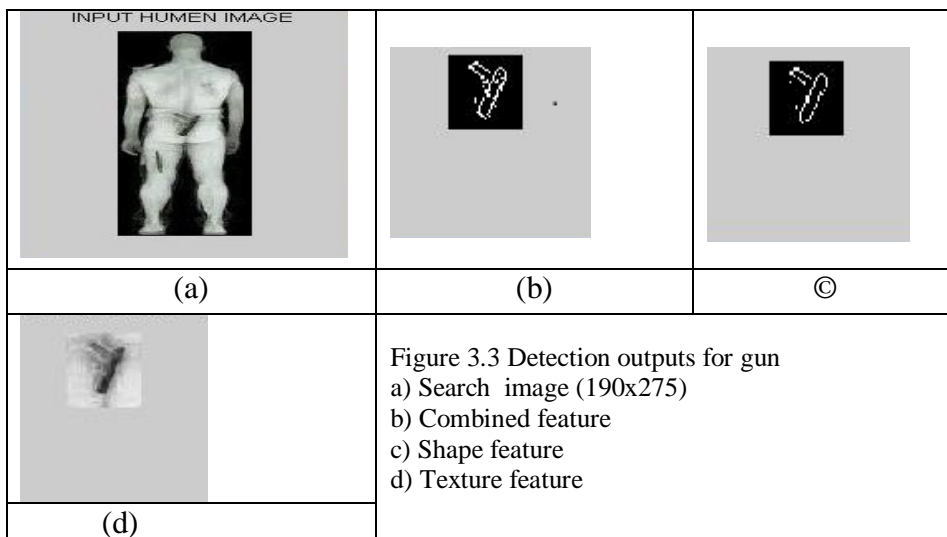 INPUT HUMEN IMAGE
(a)
(b)
©
Figure 3.3 Detection outputs for gun
a) Search image (190x275)
b) Combined feature
c) Shape feature
d) Texture feature
(d)